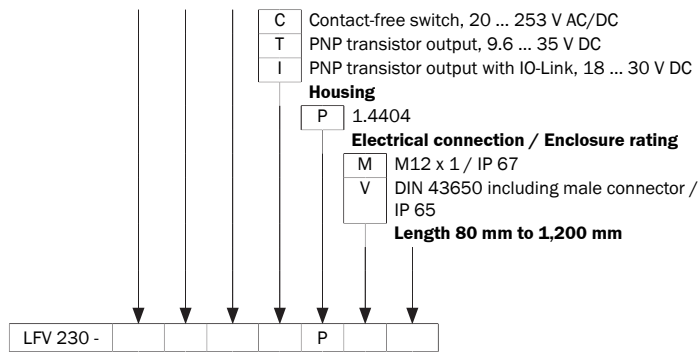 C Contact-free switch, 20 ... 253 V AC/DC
T PNP transistor output, 9.6 ... 35 V DC
I PNP transistor output with IO-Link, 18 ... 30 V DC
Housing
P 1.4404
Electrical connection / Enclosure rating
M M12 x 1 / IP 67
V DIN 43650 including male connector /
IP 65
Length 80 mm to 1,200 mm
LFV 230 - P